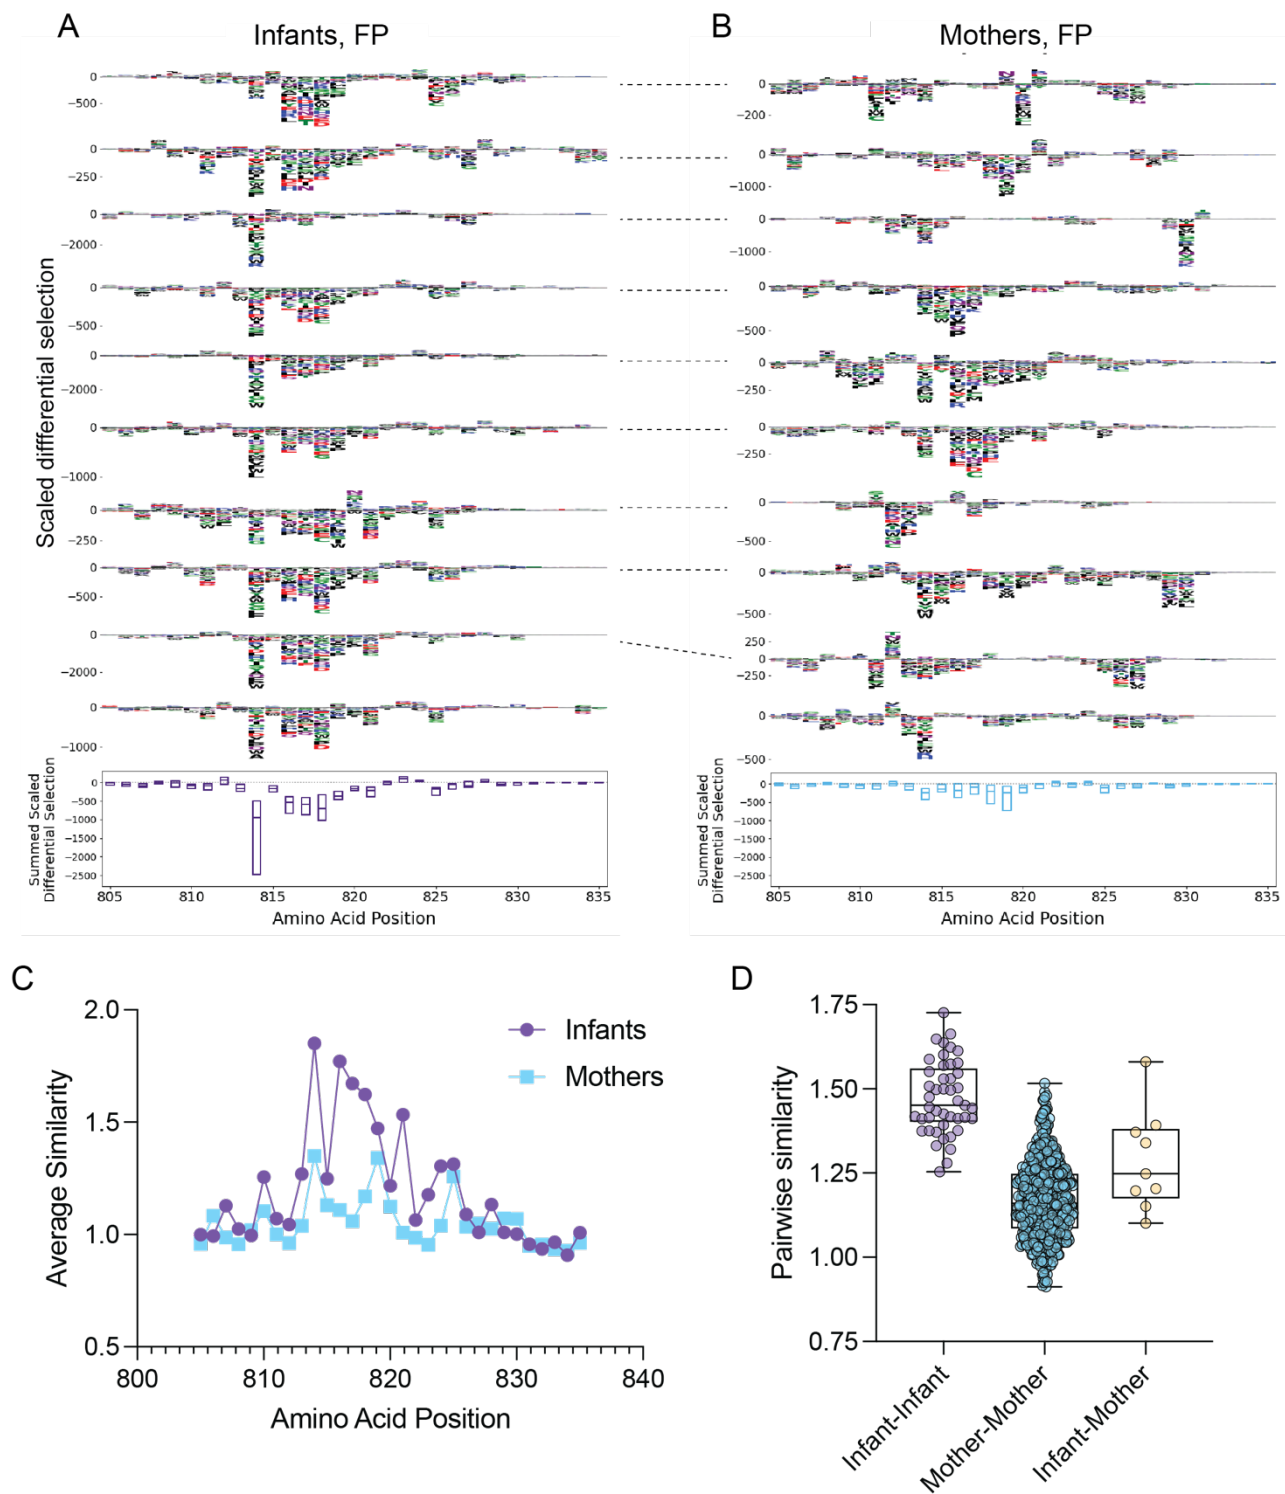 A
Infants, FP
B
Mothers, FP
Scaled differential selection
0
−500
0
−250
0
−2000
0
−500
0
−2000
0
−1000
0
−250
0
−500
0
−2000
0
−1000
0
−200
0
−1000
0
−1000
0
−500
0
−250
0
−250
0
−500
0
−500
250
0
−250
0
−500
Summed Scaled
Differential Selection
0
−500
−1000
−1500
−2000
−2500
805 810 815 820 825 830 835
Amino Acid Position
Summed Scaled
Differential Selection
0
−500
−1000
−1500
−2000
−2500
805 810 815 820 825 830 835
Amino Acid Position
C
Average Similarity
2.0
1.5
1.0
0.5
Infants
Mothers
800 810 820 830 840
Amino Acid Position
D
Pairwise similarity
1.75
1.50
1.25
1.00
0.75
Infant-Infant
Mother-Mother
Infant-Mother